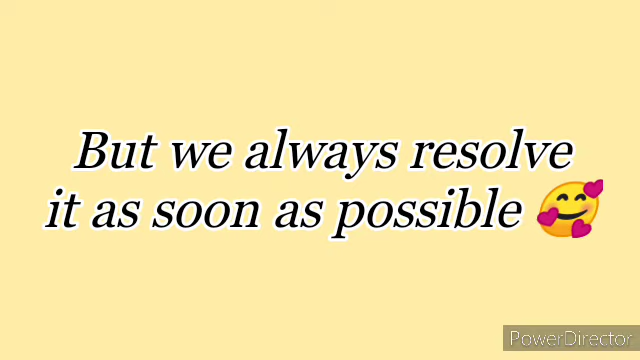 But we always resolve
it as soon as possible 🥰
PowerDirector